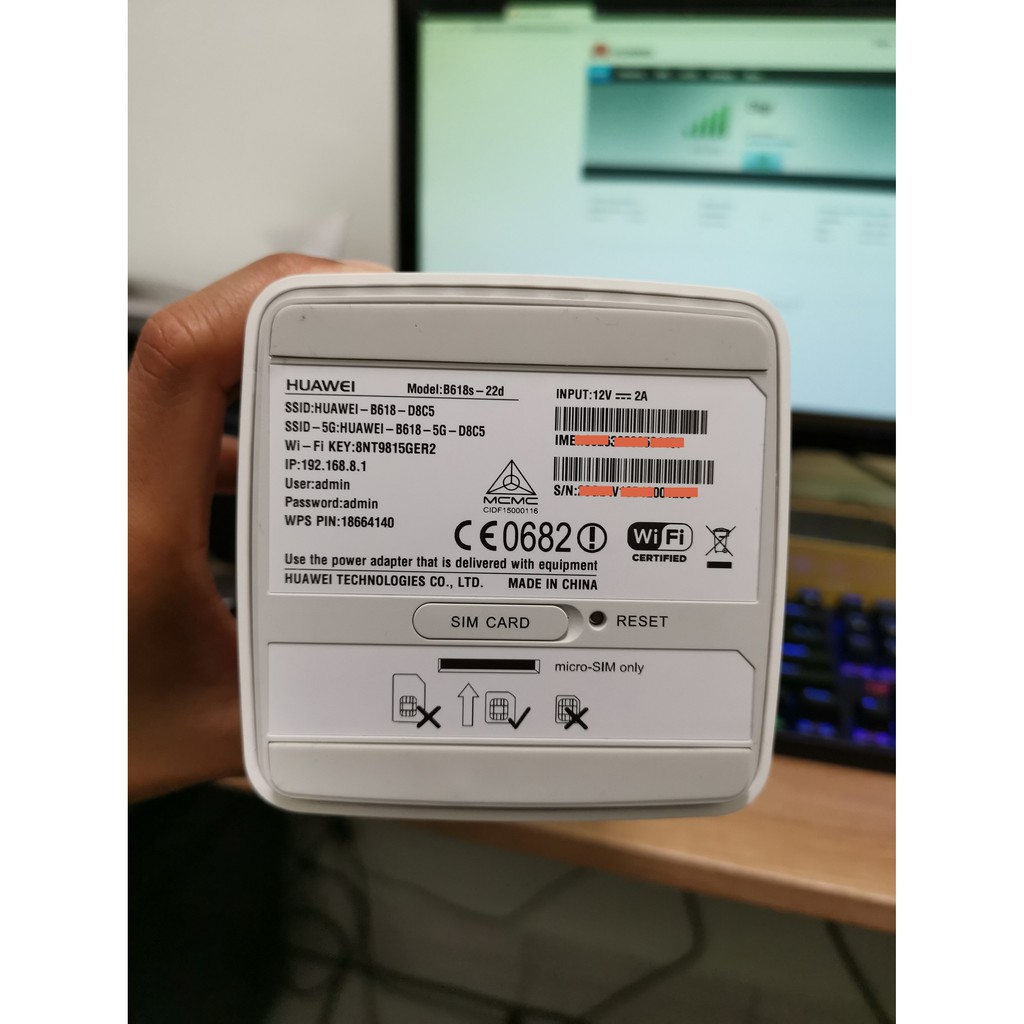 HUAWEI Model:B618s-22d
SSID:HUAWEI-B618-D8C5
SSID-5G:HUAWEI-B618-5G-D8C5
Wi-Fi KEY:8NT9815GER2
IP:192.168.8.1
User:admin
Password:admin
WPS PIN:18664140
INPUT:12V ⎓ 2A
IME
S/N:
MCMC
CIDF15000116
CE0682
Wi Fi
CERTIFIED
Use the power adapter that is delivered with equipment
HUAWEI TECHNOLOGIES CO., LTD. MADE IN CHINA
SIM CARD RESET
micro-SIM only